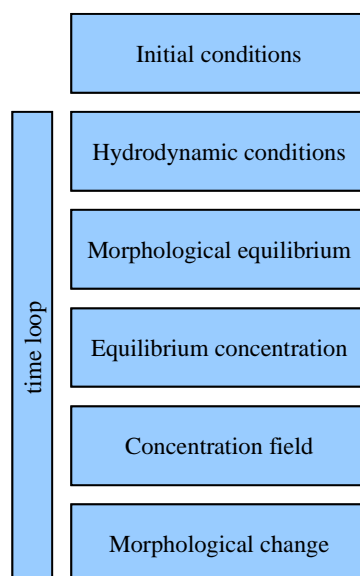 Initial conditions
Hydrodynamic conditions
Morphological equilibrium
Equilibrium concentration
Concentration field
Morphological change
time loop